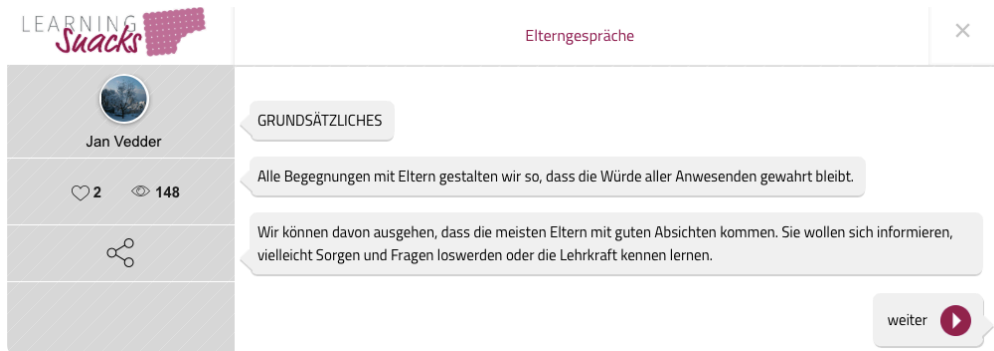 LEARNING
Snacks
Elterngespräche
Jan Vedder
2 148
GRUNDSÄTZLICHES
Alle Begegnungen mit Eltern gestalten wir so, dass die Würde aller Anwesenden gewahrt bleibt.
Wir können davon ausgehen, dass die meisten Eltern mit guten Absichten kommen. Sie wollen sich informieren,
vielleicht Sorgen und Fragen loswerden oder die Lehrkraft kennen lernen.
weiter